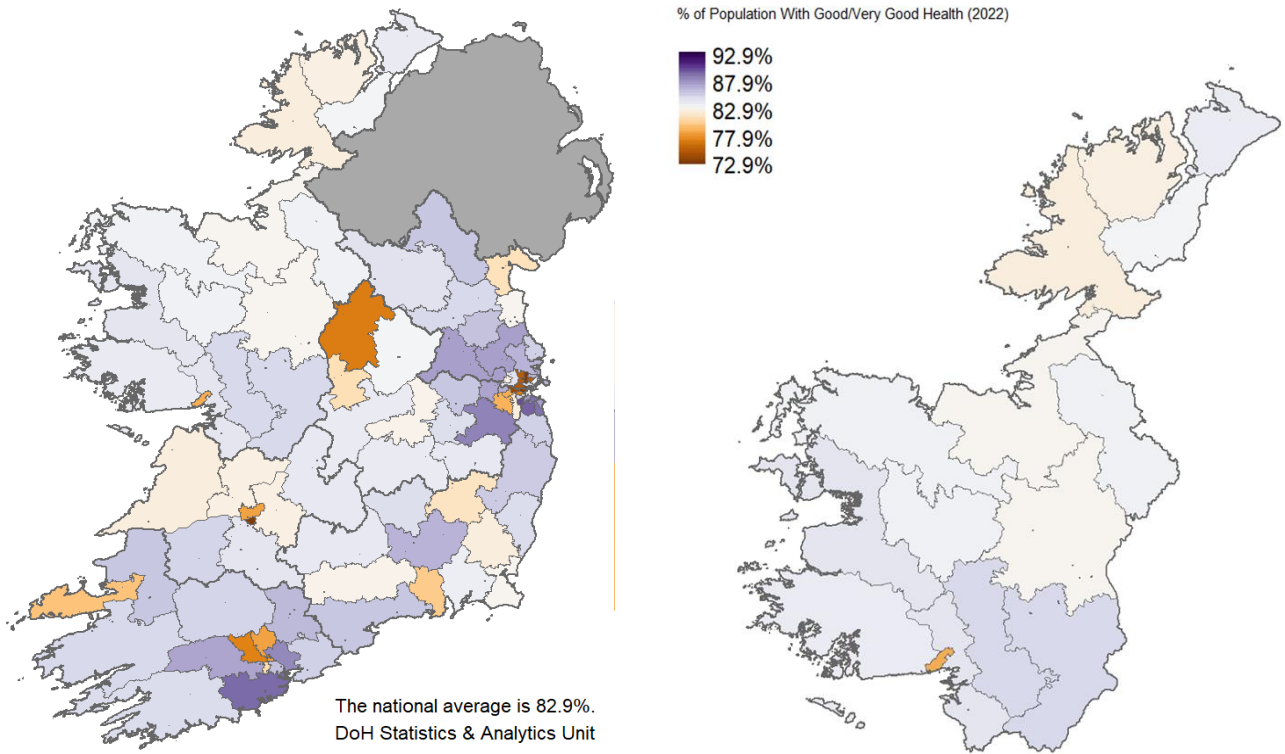 % of Population With Good/Very Good Health (2022)
92.9%
87.9%
82.9%
77.9%
72.9%
The national average is 82.9%.
DoH Statistics & Analytics Unit